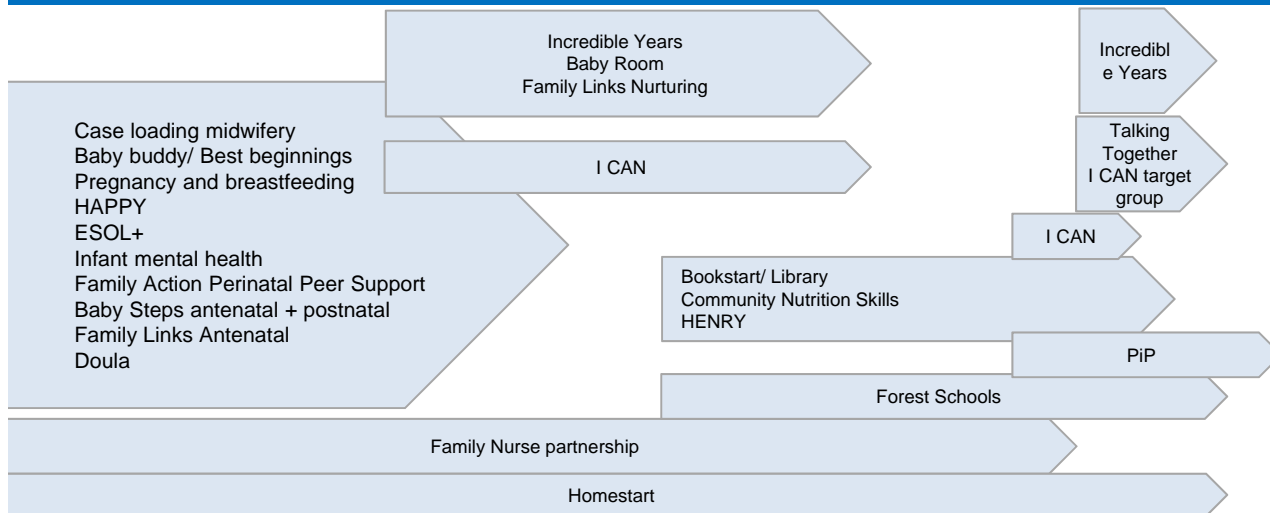 Incredible Years
Baby Room
Family Links Nurturing
Incredibl
e Years
Case loading midwifery
Baby buddy/ Best beginnings
Pregnancy and breastfeeding
HAPPY
ESOL+
Infant mental health
Family Action Perinatal Peer Support
Baby Steps antenatal + postnatal
Family Links Antenatal
Doula
I CAN
Talking
Together
I CAN target
group
I CAN
Bookstart/ Library
Community Nutrition Skills
HENRY
PiP
Forest Schools
Family Nurse partnership
Homestart